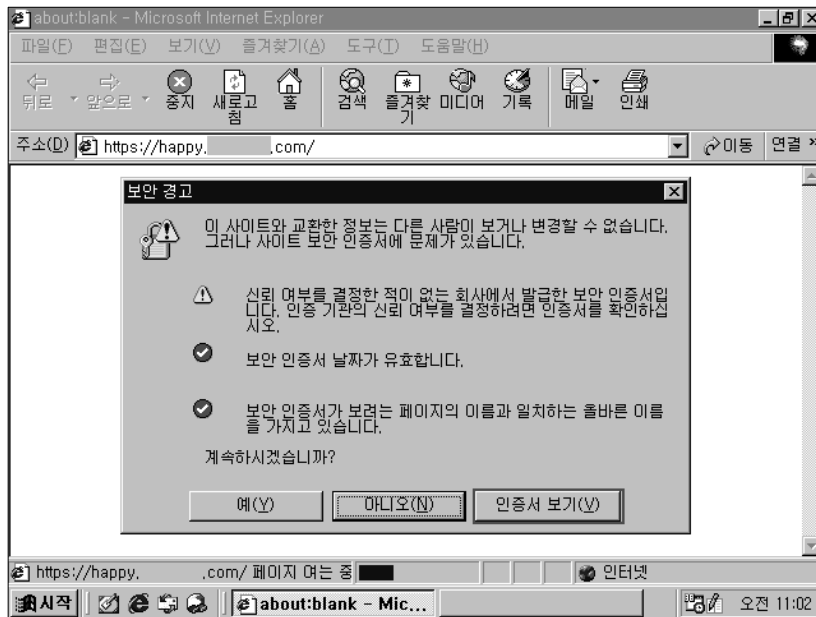 about:blank - Microsoft Internet Explorer
파일(F) 편집(E) 보기(V) 즐겨찾기(A) 도구(T) 도움말(H)
뒤로 앞으로 중지 새로고침 홈 검색 즐겨찾기 미디어 기록 메일 인쇄
주소(D) https://happy. .com/ 이동 연결 »
보안 경고
이 사이트와 교환한 정보는 다른 사람이 보거나 변경할 수 없습니다.
그러나 사이트 보안 인증서에 문제가 있습니다.
신뢰 여부를 결정한 적이 없는 회사에서 발급한 보안 인증서입
니다. 인증 기관의 신뢰 여부를 결정하려면 인증서를 확인하십
시오.
보안 인증서 날짜가 유효합니다.
보안 인증서가 보려는 페이지의 이름과 일치하는 올바른 이름
을 가지고 있습니다.
계속하시겠습니까?
예(Y) 아니오(N) 인증서 보기(V)
https://happy. .com/ 페이지 여는 중 인터넷
시작 about:blank - Mic... 오전 11:02